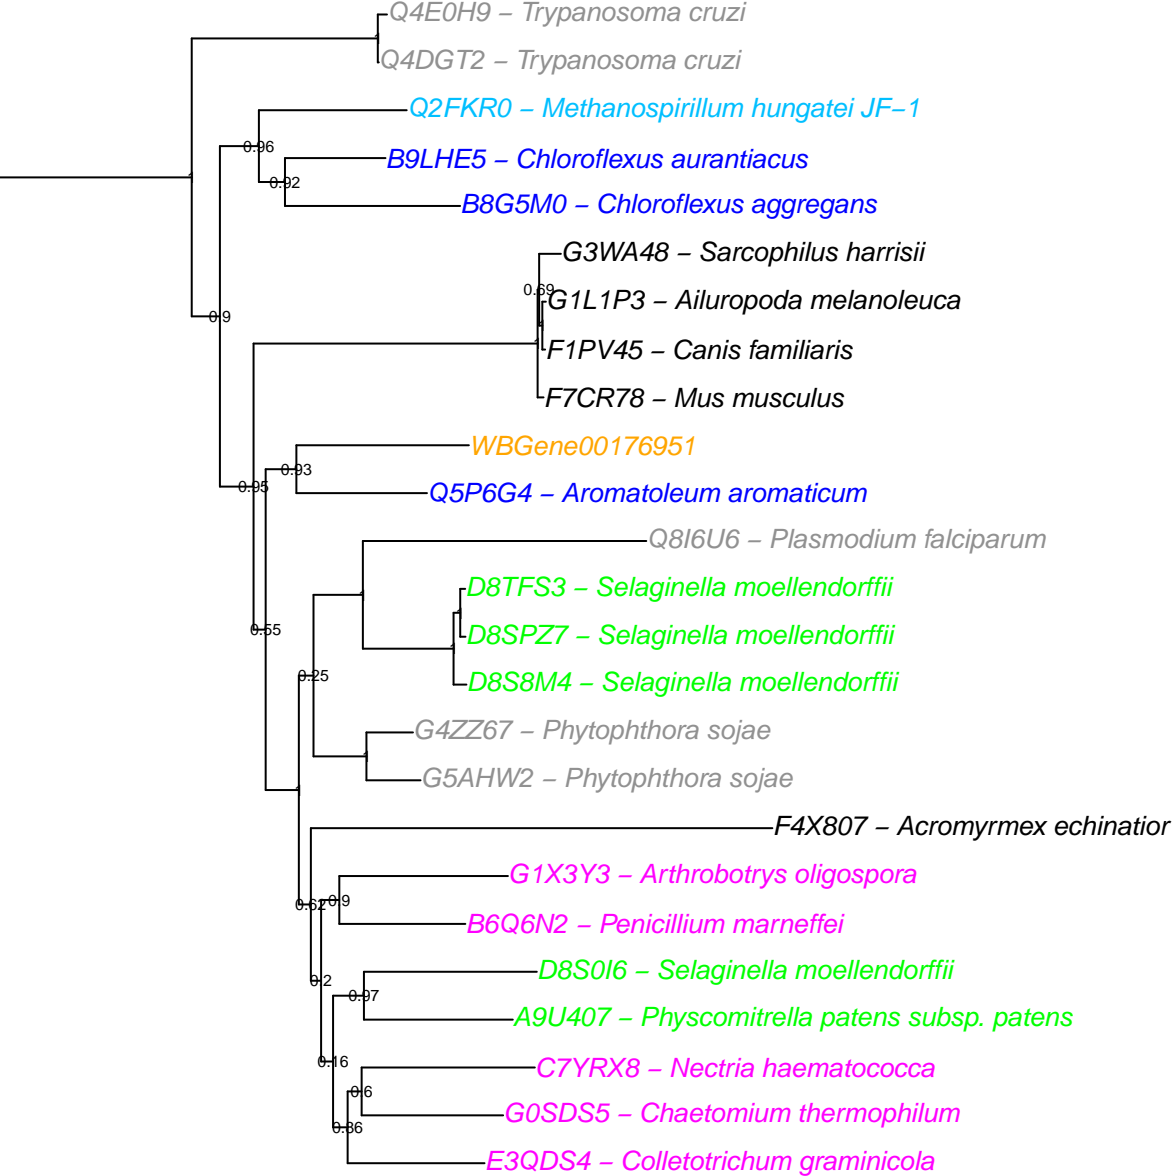 Q4E0H9 – Trypanosoma cruzi
Q4DGT2 – Trypanosoma cruzi
Q2FKR0 – Methanospirillum hungatei JF–1
0.96
B9LHE5 – Chloroflexus aurantiacus
0.92
B8G5M0 – Chloroflexus aggregans
G3WA48 – Sarcophilus harrisii
0.69
G1L1P3 – Ailuropoda melanoleuca
0.9
F1PV45 – Canis familiaris
F7CR78 – Mus musculus
WBGene00176951
0.93
0.95
Q5P6G4 – Aromatoleum aromaticum
Q8I6U6 – Plasmodium falciparum
D8TFS3 – Selaginella moellendorffii
0.55
D8SPZ7 – Selaginella moellendorffii
0.25
D8S8M4 – Selaginella moellendorffii
G4ZZ67 – Phytophthora sojae
G5AHW2 – Phytophthora sojae
F4X807 – Acromyrmex echinatior
G1X3Y3 – Arthrobotrys oligospora
0.62
0.9
B6Q6N2 – Penicillium marneffei
D8S0I6 – Selaginella moellendorffii
0.2
0.97
A9U407 – Physcomitrella patens subsp. patens
0.16
C7YRX8 – Nectria haematococca
0.6
G0SDS5 – Chaetomium thermophilum
0.86
E3QDS4 – Colletotrichum graminicola